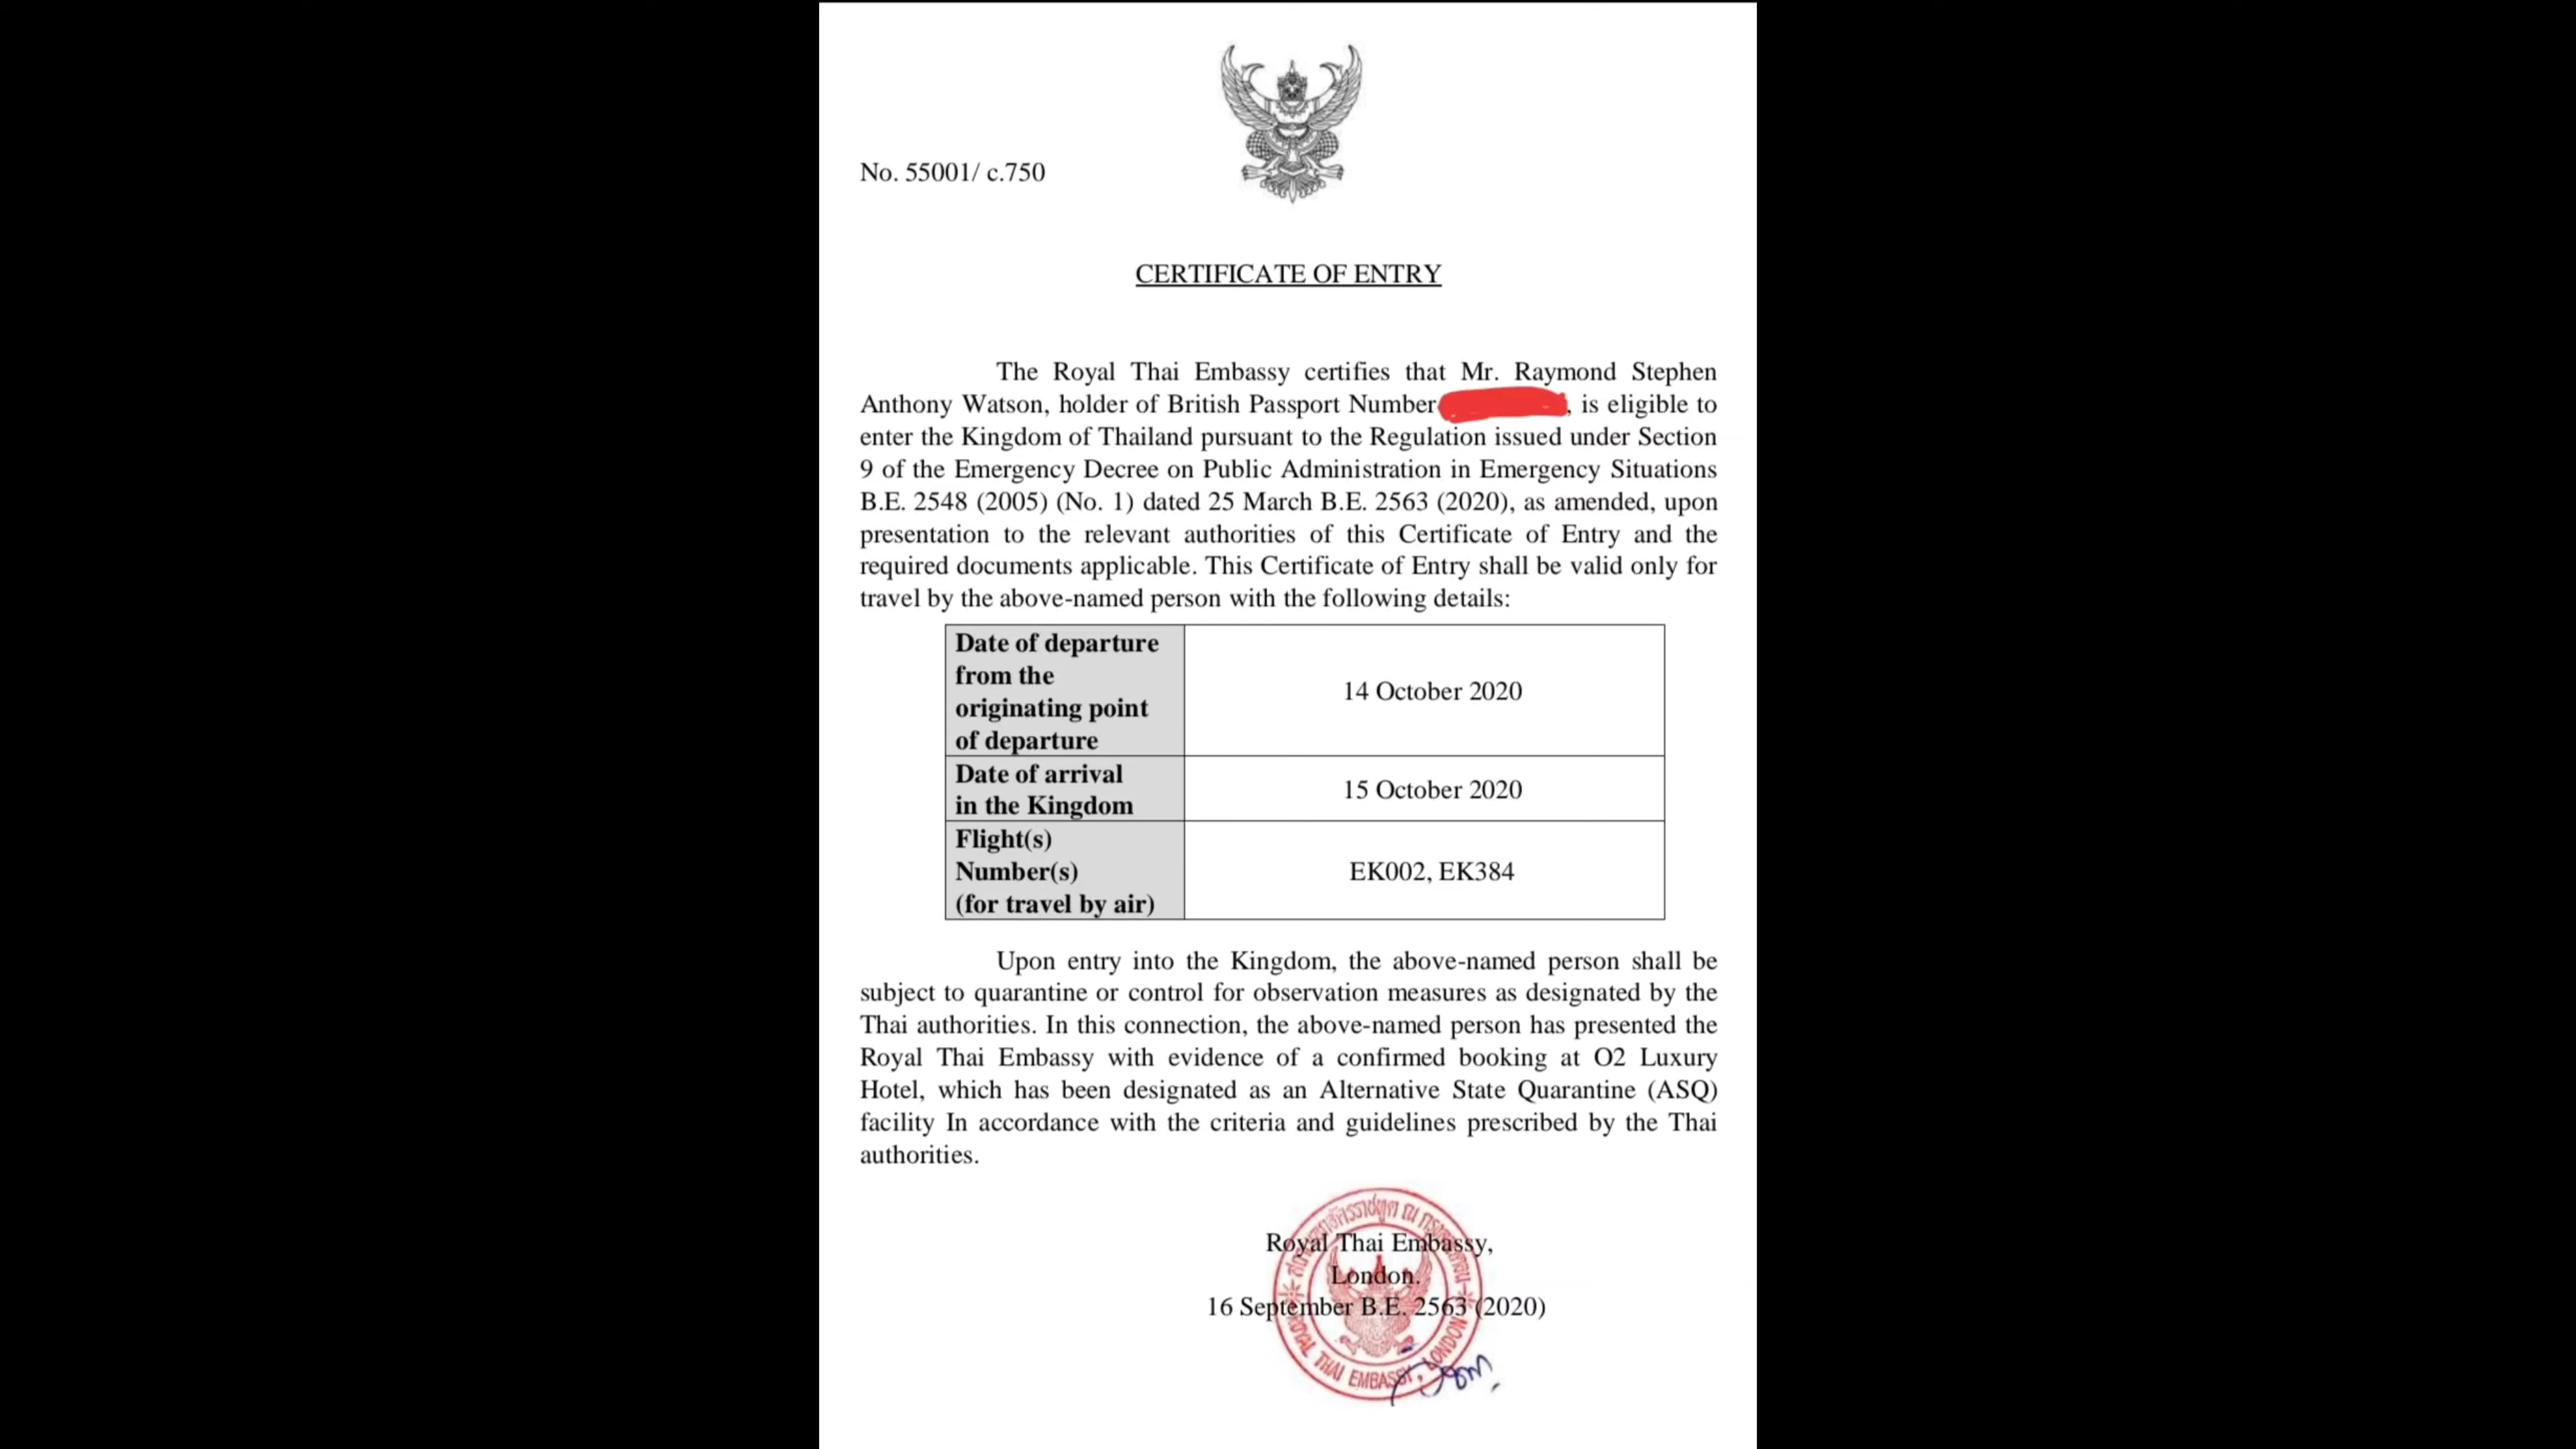 No. 55001/ c.750
CERTIFICATE OF ENTRY
The Royal Thai Embassy certifies that Mr. Raymond Stephen
Anthony Watson, holder of British Passport Number , is eligible to
enter the Kingdom of Thailand pursuant to the Regulation issued under Section
9 of the Emergency Decree on Public Administration in Emergency Situations
B.E. 2548 (2005) (No. 1) dated 25 March B.E. 2563 (2020), as amended, upon
presentation to the relevant authorities of this Certificate of Entry and the
required documents applicable. This Certificate of Entry shall be valid only for
travel by the above-named person with the following details:
Date of departure
from the
originating point
of departure
14 October 2020
Date of arrival
in the Kingdom
15 October 2020
Flight(s)
Number(s)
(for travel by air)
EK002, EK384
Upon entry into the Kingdom, the above-named person shall be
subject to quarantine or control for observation measures as designated by the
Thai authorities. In this connection, the above-named person has presented the
Royal Thai Embassy with evidence of a confirmed booking at O2 Luxury
Hotel, which has been designated as an Alternative State Quarantine (ASQ)
facility In accordance with the criteria and guidelines prescribed by the Thai
authorities.
Royal Thai Embassy,
London.
16 September B.E. 2563 (2020)
ROYAL THAI EMBASSY, LONDON